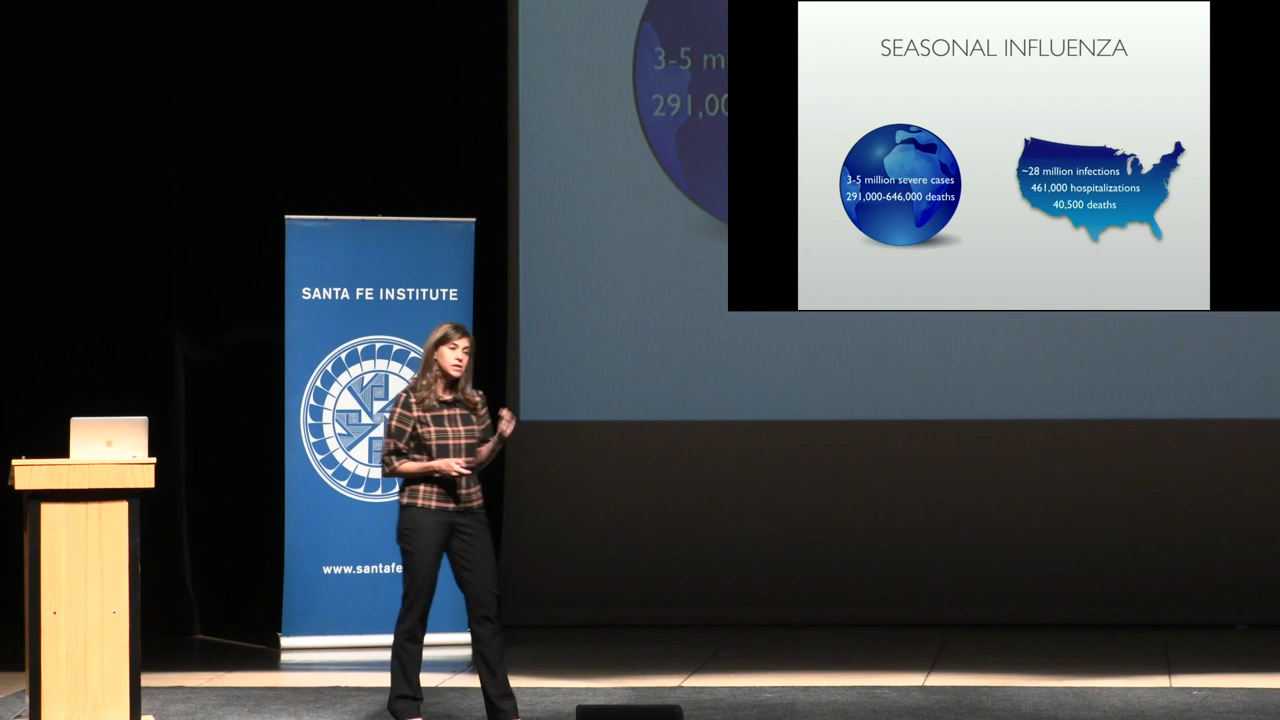 SEASONAL INFLUENZA
3-5 million severe cases
291,000-646,000 deaths
~28 million infections
461,000 hospitalizations
40,500 deaths
3-5 m
291,00
SANTA FE INSTITUTE
www.santafe